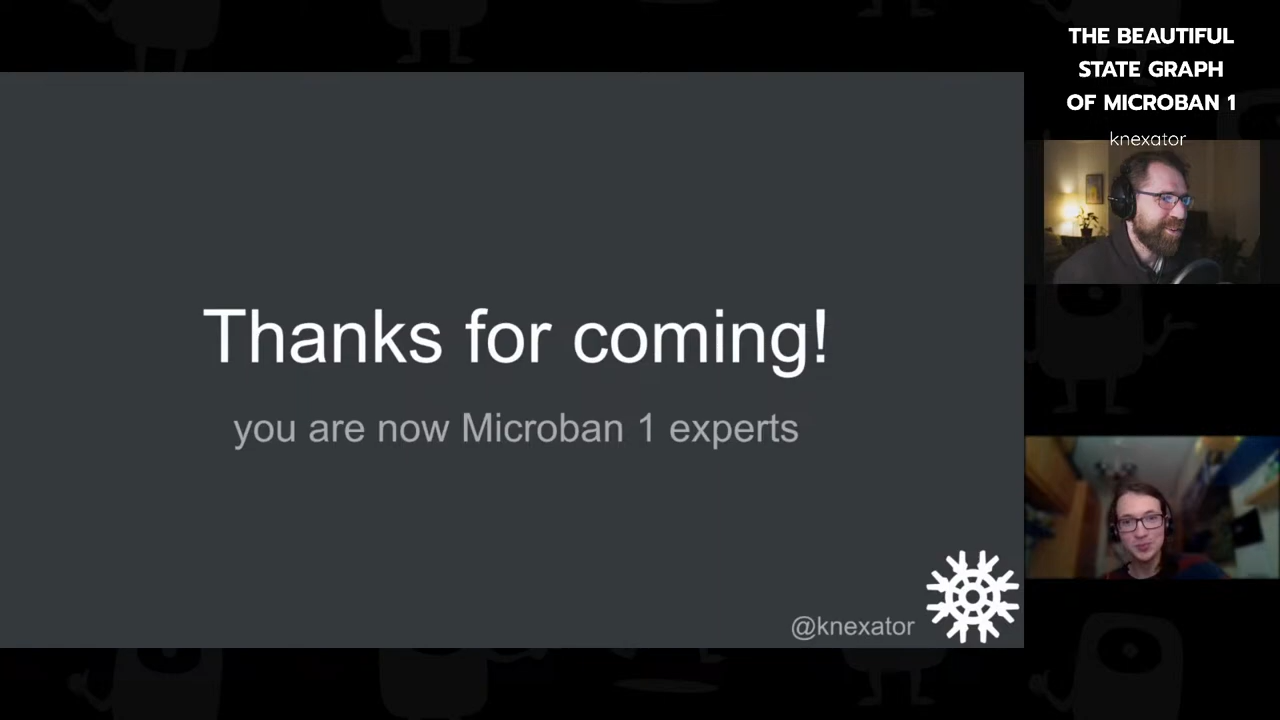 THE BEAUTIFUL
STATE GRAPH
OF MICROBAN 1
knexator
Thanks for coming!
you are now Microban 1 experts
@knexator